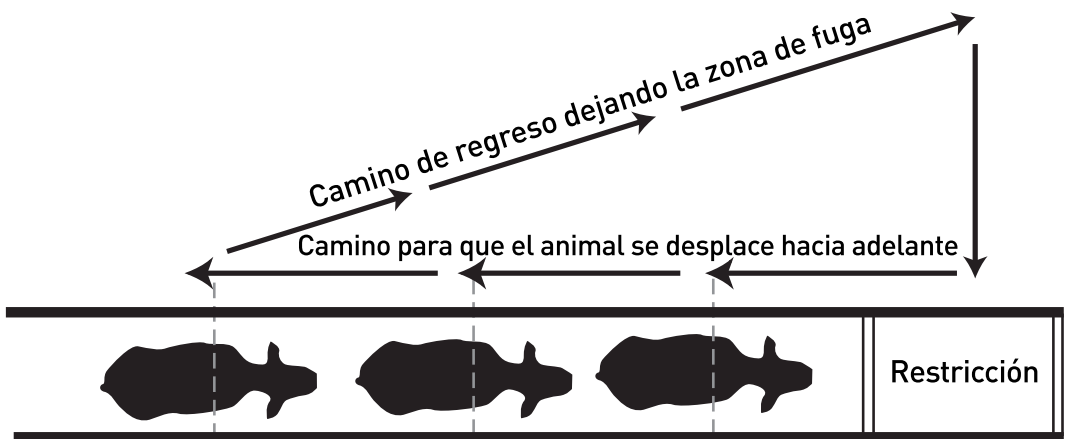 Camino de regreso dejando la zona de fuga
Camino para que el animal se desplace hacia adelante
Restricción